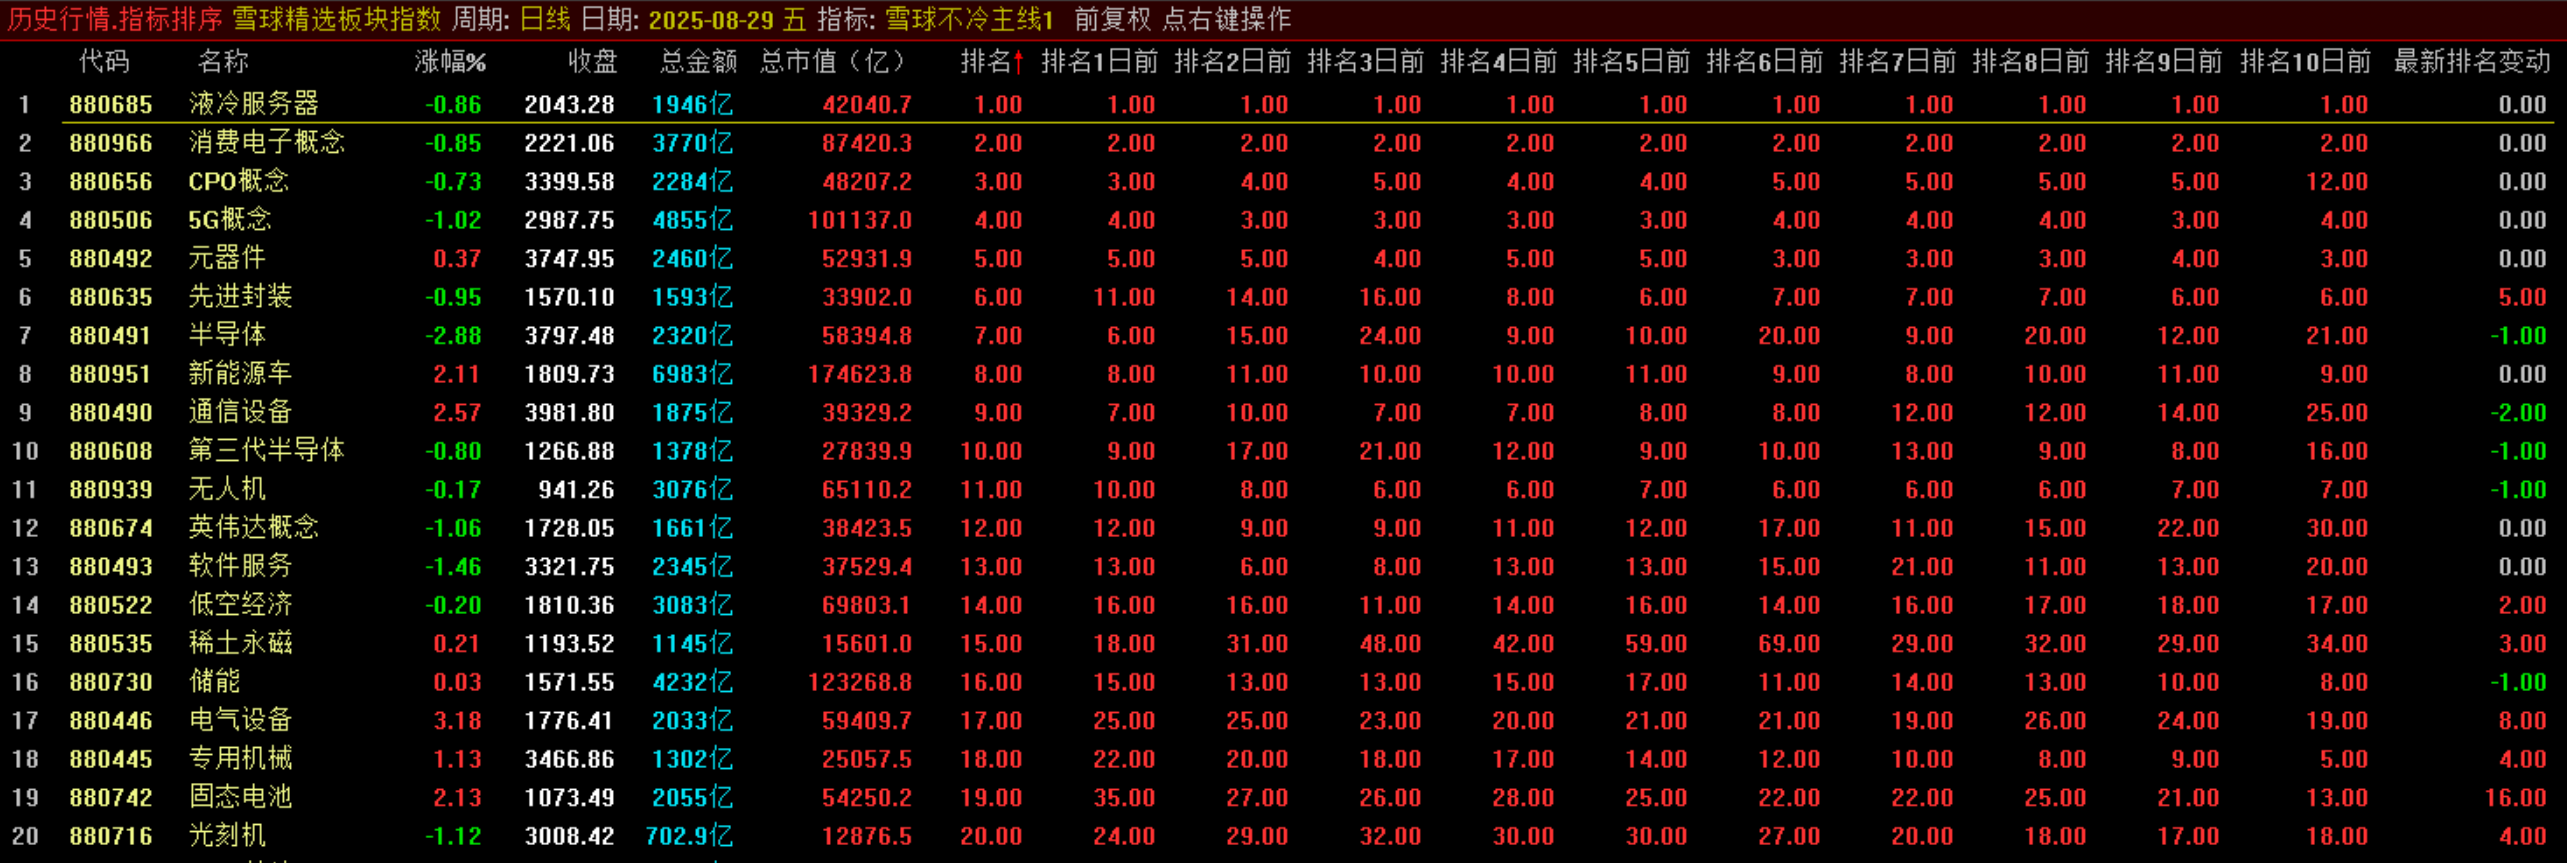 历史行情.指标排序 雪球精选板块指数 周期: 日线 日期: 2025-08-29 五 指标: 雪球不冷主线1 前复权 点右键操作
代码 名称 涨幅% 收盘 总金额 总市值（亿） 排名↑ 排名1日前 排名2日前 排名3日前 排名4日前 排名5日前 排名6日前 排名7日前 排名8日前 排名9日前 排名10日前 最新排名变动
1 880685 液冷服务器 -0.86 2043.28 1946亿 42040.7 1.00 1.00 1.00 1.00 1.00 1.00 1.00 1.00 1.00 1.00 1.00 0.00
2 880966 消费电子概念 -0.85 2221.06 3770亿 87420.3 2.00 2.00 2.00 2.00 2.00 2.00 2.00 2.00 2.00 2.00 2.00 0.00
3 880656 CPO概念 -0.73 3399.58 2284亿 48207.2 3.00 3.00 4.00 5.00 4.00 4.00 5.00 5.00 5.00 5.00 12.00 0.00
4 880506 5G概念 -1.02 2987.75 4855亿 101137.0 4.00 4.00 3.00 3.00 3.00 3.00 4.00 4.00 4.00 3.00 4.00 0.00
5 880492 元器件 0.37 3747.95 2460亿 52931.9 5.00 5.00 5.00 4.00 5.00 5.00 3.00 3.00 3.00 4.00 3.00 0.00
6 880635 先进封装 -0.95 1570.10 1593亿 33902.0 6.00 11.00 14.00 16.00 8.00 6.00 7.00 7.00 7.00 6.00 6.00 5.00
7 880491 半导体 -2.88 3797.48 2320亿 58394.8 7.00 6.00 15.00 24.00 9.00 10.00 20.00 9.00 20.00 12.00 21.00 -1.00
8 880951 新能源车 2.11 1809.73 6983亿 174623.8 8.00 8.00 11.00 10.00 10.00 11.00 9.00 8.00 10.00 11.00 9.00 0.00
9 880490 通信设备 2.57 3981.80 1875亿 39329.2 9.00 7.00 10.00 7.00 7.00 8.00 8.00 12.00 12.00 14.00 25.00 -2.00
10 880608 第三代半导体 -0.80 1266.88 1378亿 27839.9 10.00 9.00 17.00 21.00 12.00 9.00 10.00 13.00 9.00 8.00 16.00 -1.00
11 880939 无人机 -0.17 941.26 3076亿 65110.2 11.00 10.00 8.00 6.00 6.00 7.00 6.00 6.00 6.00 7.00 7.00 -1.00
12 880674 英伟达概念 -1.06 1728.05 1661亿 38423.5 12.00 12.00 9.00 9.00 11.00 12.00 17.00 11.00 15.00 22.00 30.00 0.00
13 880493 软件服务 -1.46 3321.75 2345亿 37529.4 13.00 13.00 6.00 8.00 13.00 13.00 15.00 21.00 11.00 13.00 20.00 0.00
14 880522 低空经济 -0.20 1810.36 3083亿 69803.1 14.00 16.00 16.00 11.00 14.00 16.00 14.00 16.00 17.00 18.00 17.00 2.00
15 880535 稀土永磁 0.21 1193.52 1145亿 15601.0 15.00 18.00 31.00 48.00 42.00 59.00 69.00 29.00 32.00 29.00 34.00 3.00
16 880730 储能 0.03 1571.55 4232亿 123268.8 16.00 15.00 13.00 13.00 15.00 17.00 11.00 14.00 13.00 10.00 8.00 -1.00
17 880446 电气设备 3.18 1776.41 2033亿 59409.7 17.00 25.00 25.00 23.00 20.00 21.00 21.00 19.00 26.00 24.00 19.00 8.00
18 880445 专用机械 1.13 3466.86 1302亿 25057.5 18.00 22.00 20.00 18.00 17.00 14.00 12.00 10.00 8.00 9.00 5.00 4.00
19 880742 固态电池 2.13 1073.49 2055亿 54250.2 19.00 35.00 27.00 26.00 28.00 25.00 22.00 22.00 25.00 21.00 13.00 16.00
20 880716 光刻机 -1.12 3008.42 702.9亿 12876.5 20.00 24.00 29.00 32.00 30.00 30.00 27.00 20.00 18.00 17.00 18.00 4.00